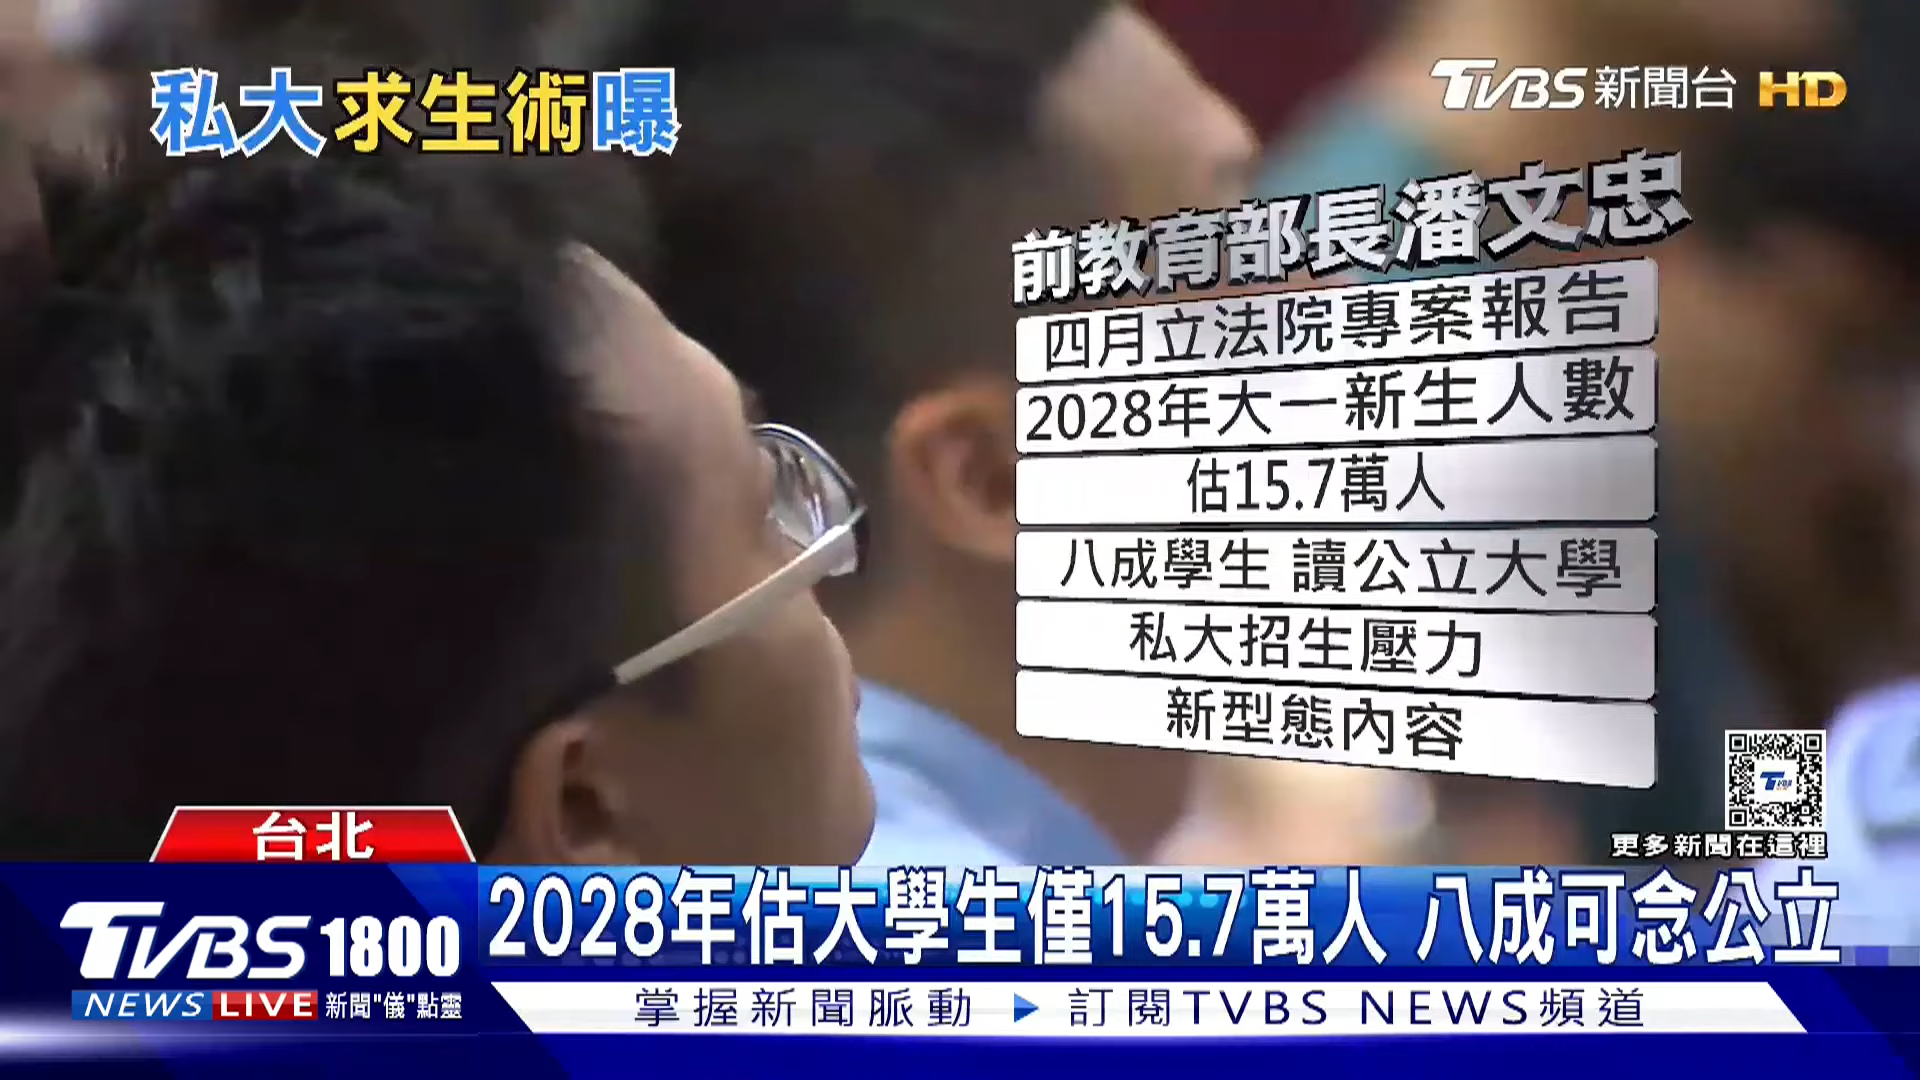 私大求生術曝
TVBS新聞台 HD
前教育部長潘文忠
四月立法院專案報告
2028年大一新生人數
估15.7萬人
八成學生 讀公立大學
私大招生壓力
新型態內容
TVBS
更多新聞在這裡
台北
2028年估大學生僅15.7萬人 八成可念公立
TVBS 1800
NEWS LIVE 新聞"儀"點靈
掌握新聞脈動 ▶ 訂閱TVBS NEWS頻道